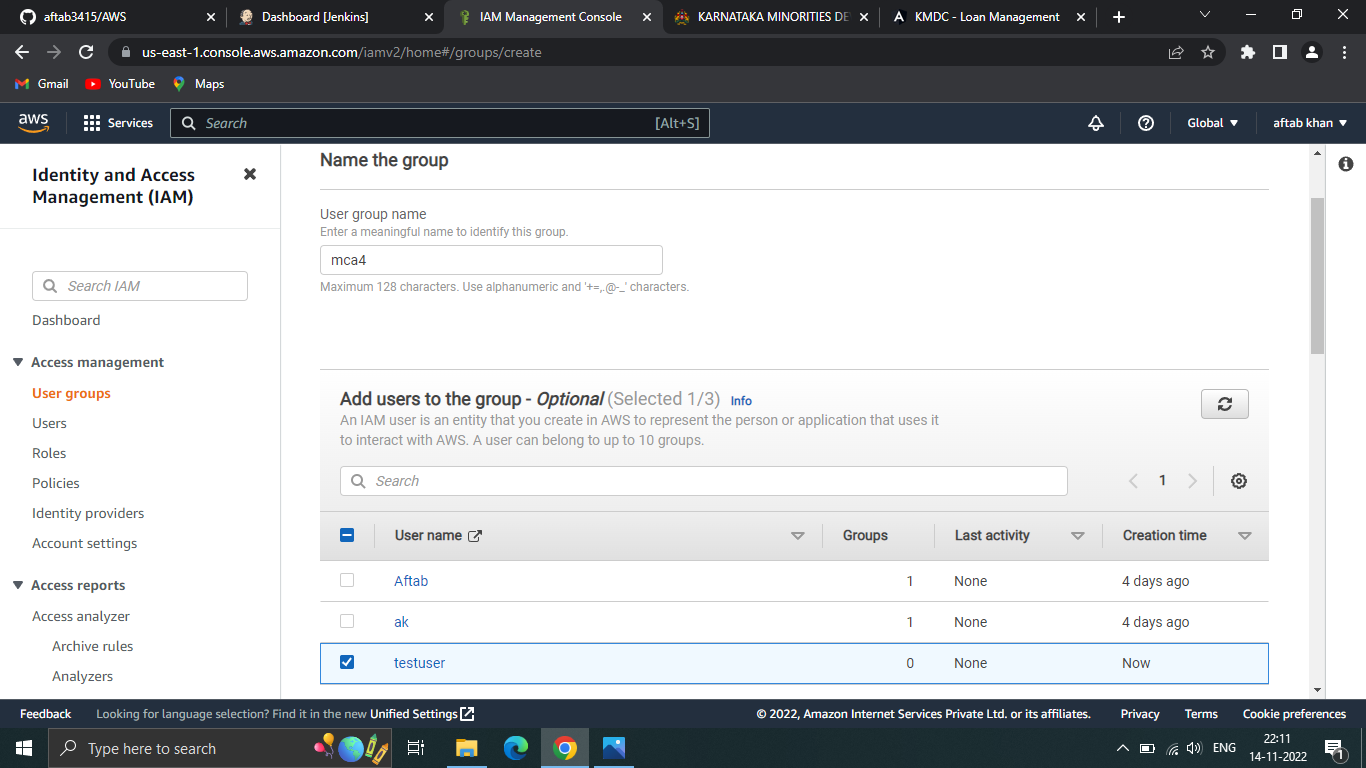 aftab3415/AWS
Dashboard [Jenkins]
IAM Management Console
KARNATAKA MINORITIES DE
KMDC - Loan Management
us-east-1.console.aws.amazon.com/iamv2/home#/groups/create
Gmail
YouTube
Maps
aws
Services
Search
[Alt+S]
Global
aftab khan
Identity and Access
Management (IAM)
Search IAM
Dashboard
Access management
User groups
Users
Roles
Policies
Identity providers
Account settings
Access reports
Access analyzer
Archive rules
Analyzers
Name the group
User group name
Enter a meaningful name to identify this group.
mca4
Maximum 128 characters. Use alphanumeric and '+=,.@-_' characters.
Add users to the group - Optional (Selected 1/3) Info
An IAM user is an entity that you create in AWS to represent the person or application that uses it
to interact with AWS. A user can belong to up to 10 groups.
Search
1
User name Groups Last activity Creation time
Aftab 1 None 4 days ago
ak 1 None 4 days ago
testuser 0 None Now
Feedback Looking for language selection? Find it in the new Unified Settings
© 2022, Amazon Internet Services Private Ltd. or its affiliates. Privacy Terms Cookie preferences
Type here to search
ENG
22:11
14-11-2022
1